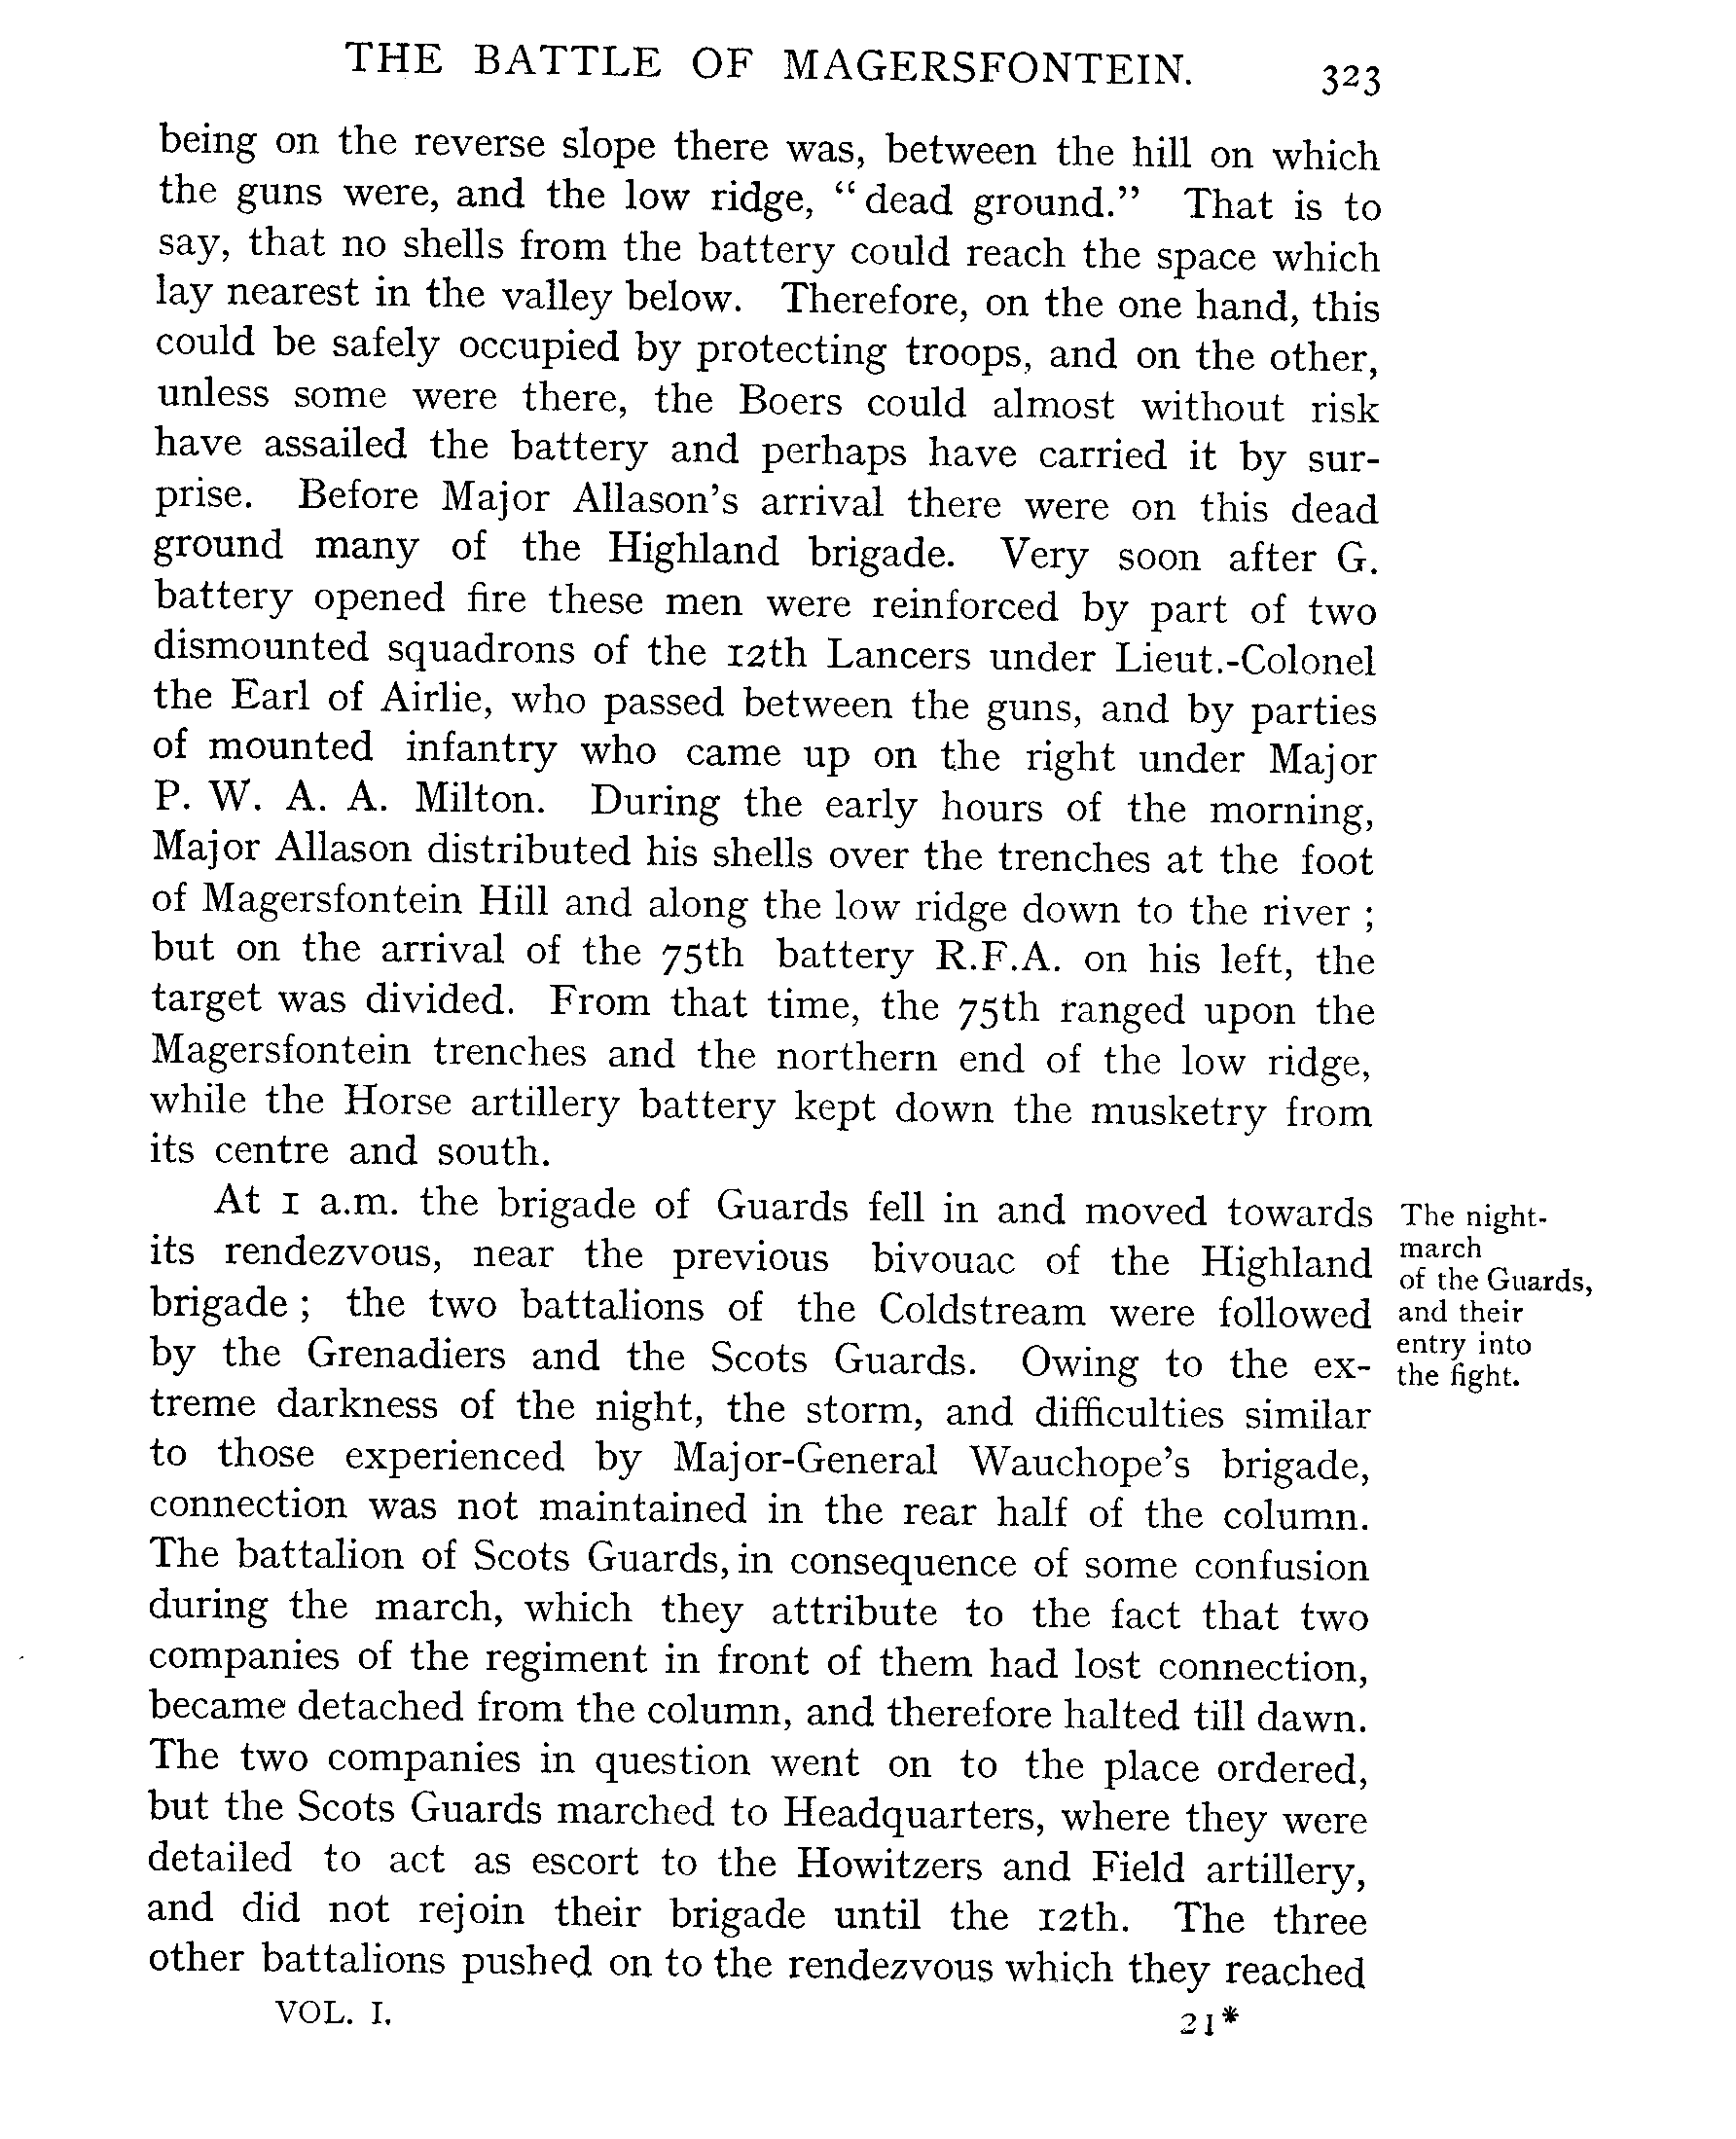 THE BATTLE OF MAGERSFONTEIN. 323
being on the reverse slope there was, between the hill on which
the guns were, and the low ridge, “dead ground.” That is to
say, that no shells from the battery could reach the space which
lay nearest in the valley below. Therefore, on the one hand, this
could be safely occupied by protecting troops, and on the other,
unless some were there, the Boers could almost without risk
have assailed the battery and perhaps have carried it by sur-
prise. Before Major Allason’s arrival there were on this dead
ground many of the Highland brigade. Very soon after G.
battery opened fire these men were reinforced by part of two
dismounted squadrons of the 12th Lancers under Lieut.-Colonel
the Earl of Airlie, who passed between the guns, and by parties
of mounted infantry who came up on the right under Major
P. W. A. A. Milton. During the early hours of the morning,
Major Allason distributed his shells over the trenches at the foot
of Magersfontein Hill and along the low ridge down to the river ;
but on the arrival of the 75th battery R.F.A. on his left, the
target was divided. From that time, the 75th ranged upon the
Magersfontein trenches and the northern end of the low ridge,
while the Horse artillery battery kept down the musketry from
its centre and south.
At 1 a.m. the brigade of Guards fell in and moved towards
its rendezvous, near the previous bivouac of the Highland
brigade ; the two battalions of the Coldstream were followed
by the Grenadiers and the Scots Guards. Owing to the ex-
treme darkness of the night, the storm, and difficulties similar
to those experienced by Major-General Wauchope’s brigade,
connection was not maintained in the rear half of the column.
The battalion of Scots Guards, in consequence of some confusion
during the march, which they attribute to the fact that two
companies of the regiment in front of them had lost connection,
became detached from the column, and therefore halted till dawn.
The two companies in question went on to the place ordered,
but the Scots Guards marched to Headquarters, where they were
detailed to act as escort to the Howitzers and Field artillery,
and did not rejoin their brigade until the 12th. The three
other battalions pushed on to the rendezvous which they reached
The night-
march
of the Guards,
and their
entry into
the fight.
VOL. I. 21*